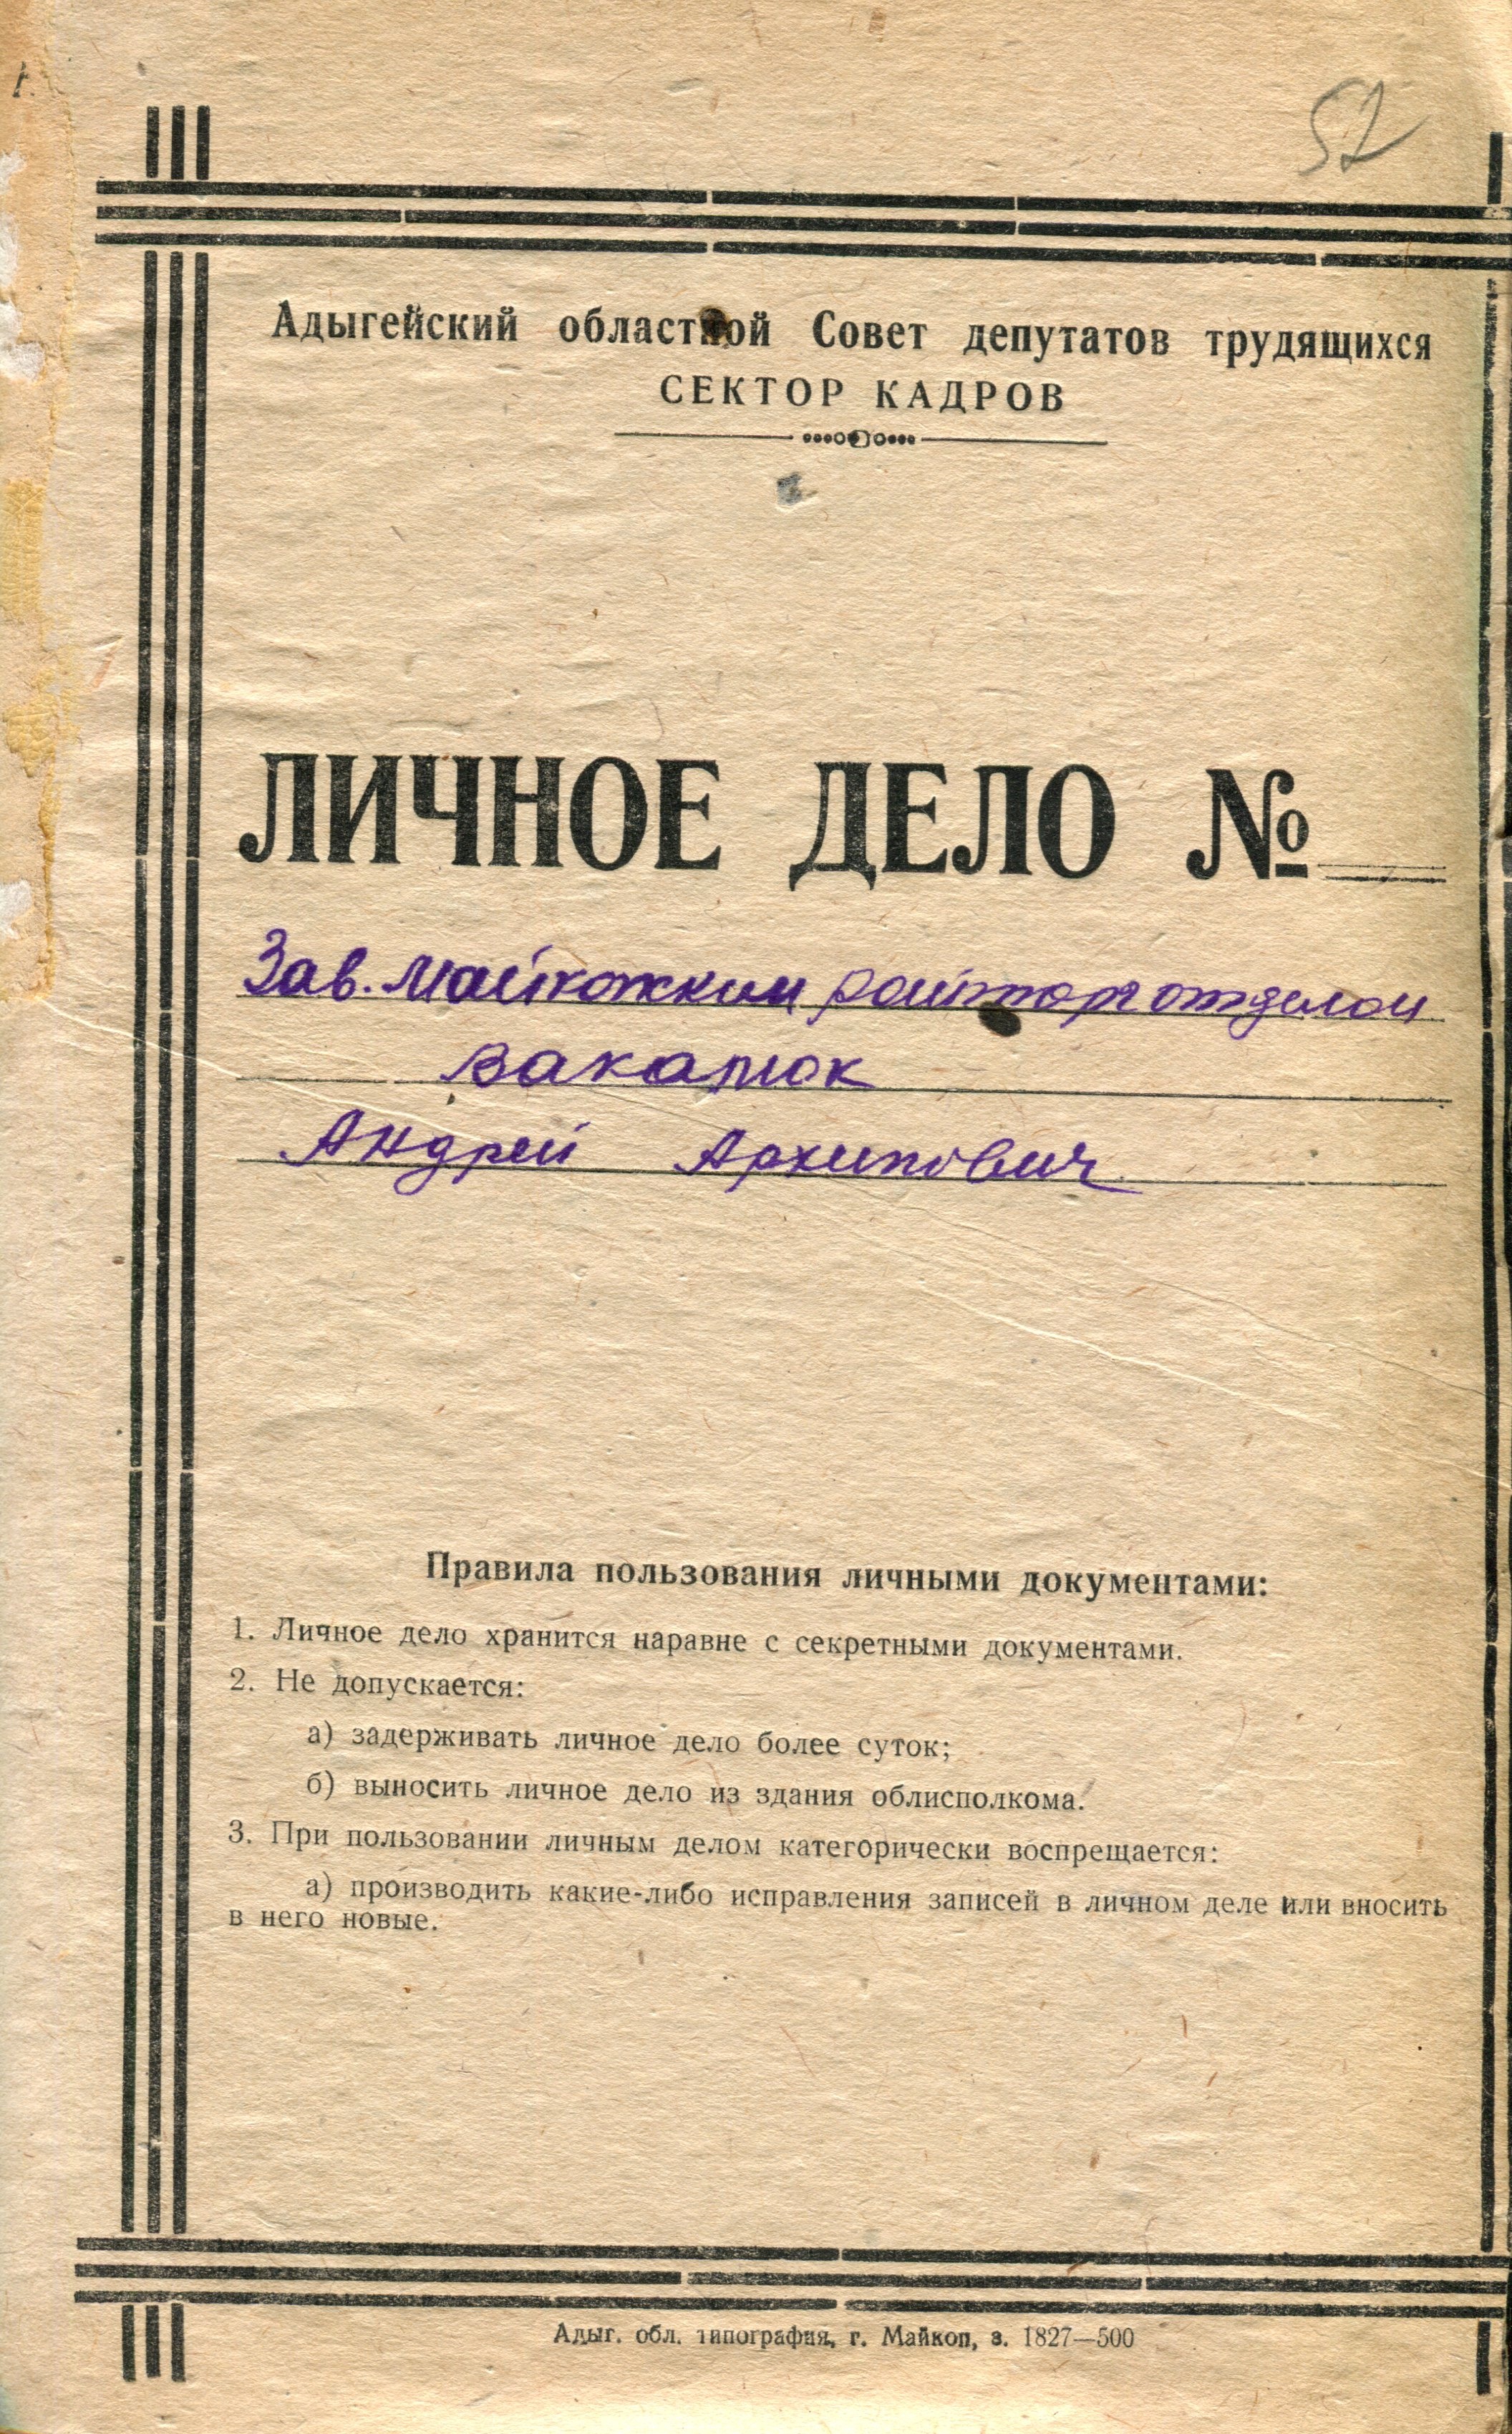 52
Адыгейский областной Совет депутатов трудящихся
СЕКТОР КАДРОВ
ЛИЧНОЕ ДЕЛО №
Зав. Майкопским райторготделом
Вакалюк
Андрей Архипович
Правила пользования личными документами:
1. Личное дело хранится наравне с секретными документами.
2. Не допускается:
а) задерживать личное дело более суток;
б) выносить личное дело из здания облисполкома.
3. При пользовании личным делом категорически воспрещается:
а) производить какие-либо исправления записей в личном деле или вносить
в него новые.
Адыг. обл. типография, г. Майкоп, з. 1827—500